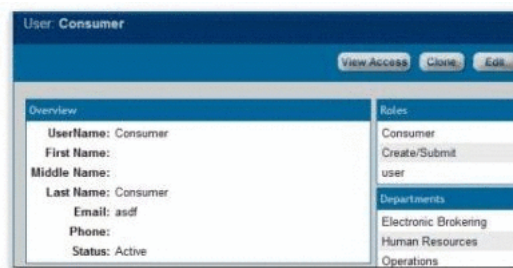 User: Consumer
View Access Clone Edit
Overview
UserName: Consumer
First Name:
Middle Name:
Last Name: Consumer
Email: asdf
Phone:
Status: Active
Roles
Consumer
Create/Submit
user
Departments
Electronic Brokering
Human Resources
Operations